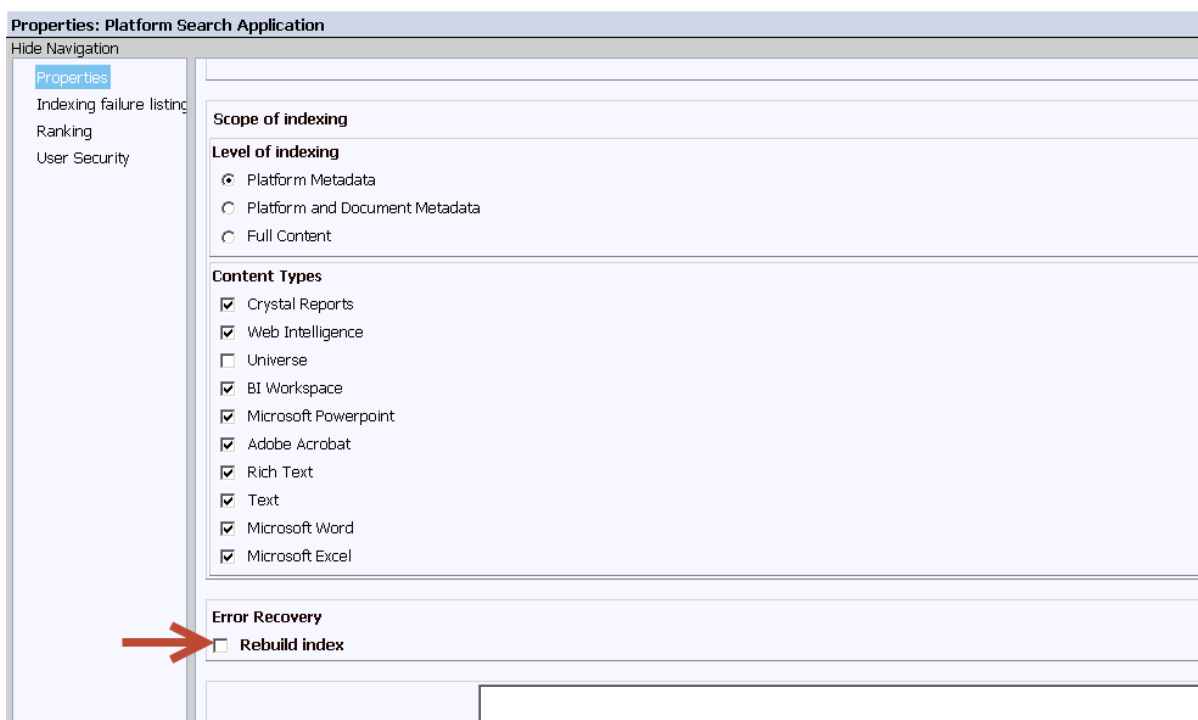 Properties: Platform Search Application
Hide Navigation
Properties
Indexing failure listing
Ranking
User Security
Scope of indexing
Level of indexing
Platform Metadata
Platform and Document Metadata
Full Content
Content Types
Crystal Reports
Web Intelligence
Universe
BI Workspace
Microsoft Powerpoint
Adobe Acrobat
Rich Text
Text
Microsoft Word
Microsoft Excel
Error Recovery
Rebuild index